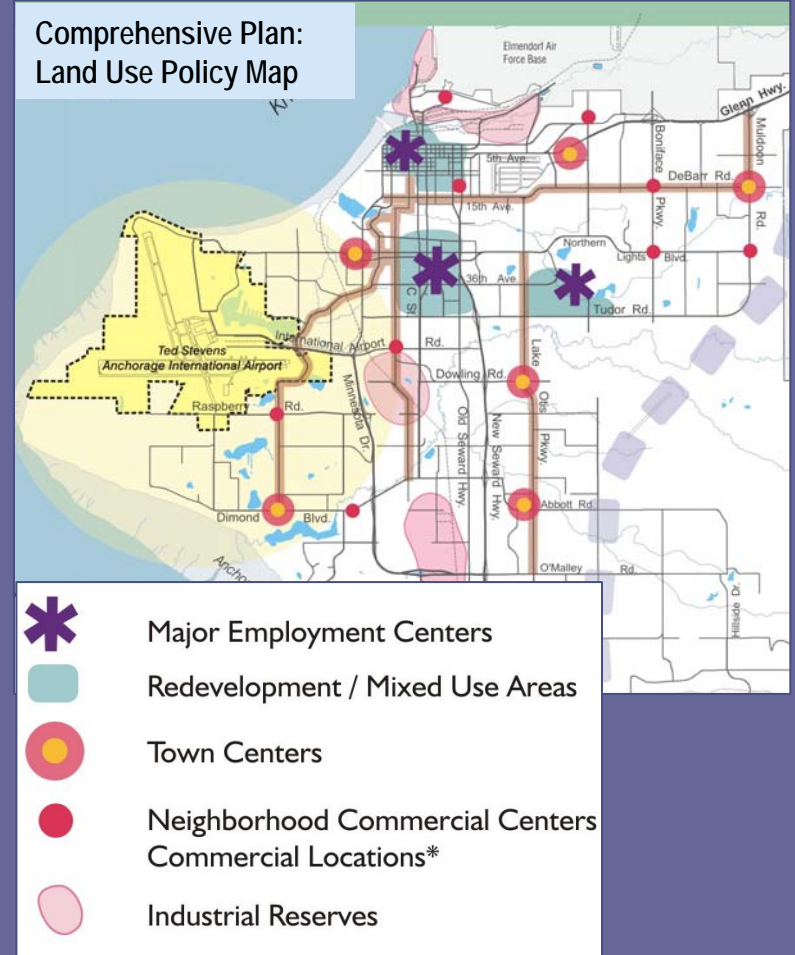 Comprehensive Plan:
Land Use Policy Map
Elmendorf Air
Force Base
Kn
Glenn Hwy.
Muldoon
Rd.
Boniface
Pkwy.
5th Ave.
DeBarr Rd.
15th Ave.
Northern
Lights Blvd.
36th Ave.
Tudor Rd.
C St.
Ted Stevens
Anchorage International Airport
International Airport Rd.
Minnesota Dr.
Dowling Rd.
Lake
Otis
Pkwy.
Raspberry Rd.
Old Seward Hwy.
New Seward Hwy.
Dimond Blvd.
Abbott Rd.
Ancho
O'Malley Rd.
Hillside Dr.
Major Employment Centers
Redevelopment / Mixed Use Areas
Town Centers
Neighborhood Commercial Centers
Commercial Locations*
Industrial Reserves